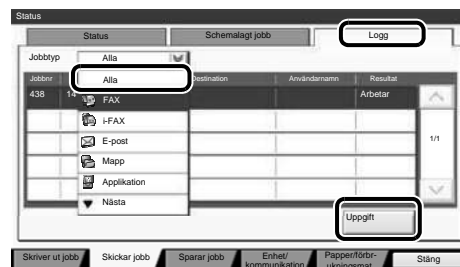 Status
Status Schemalagt jobb Logg
Jobbtyp Alla
Jobbnr Destination Användarnamn Resultat
Alla
438 14 FAX Arbetar
i-FAX
E-post 1/1
Mapp
Applikation
Nästa
Uppgift
Skriver ut jobb Skickar jobb Sparar jobb Enhet/ Papper/förbr- Stäng
kommunikation ukningsmat